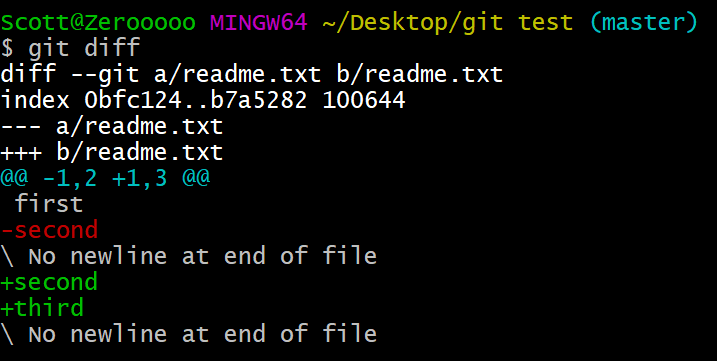 Scott@Zerooooo MINGW64 ~/Desktop/git test (master)
$ git diff
diff --git a/readme.txt b/readme.txt
index 0bfc124..b7a5282 100644
--- a/readme.txt
+++ b/readme.txt
@@ -1,2 +1,3 @@
 first
-second
\ No newline at end of file
+second
+third
\ No newline at end of file